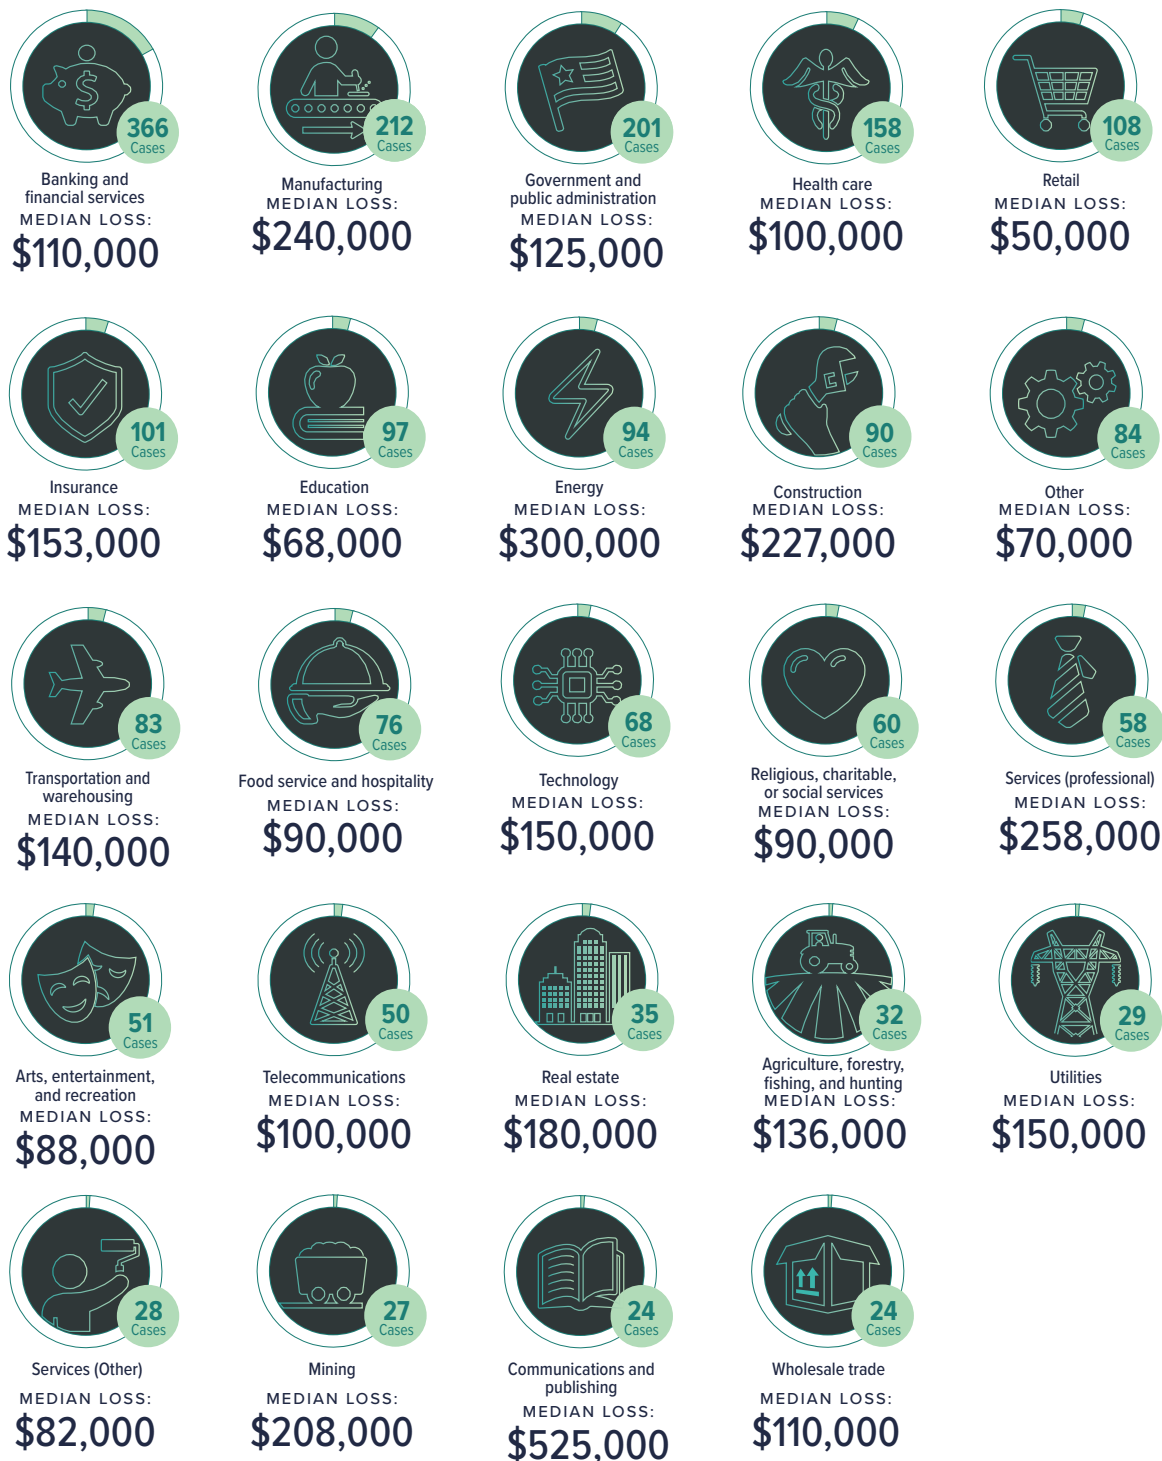 366
Cases
Banking and
financial services
MEDIAN LOSS:
$110,000
212
Cases
Manufacturing
MEDIAN LOSS:
$240,000
201
Cases
Government and
public administration
MEDIAN LOSS:
$125,000
158
Cases
Health care
MEDIAN LOSS:
$100,000
108
Cases
Retail
MEDIAN LOSS:
$50,000
101
Cases
Insurance
MEDIAN LOSS:
$153,000
97
Cases
Education
MEDIAN LOSS:
$68,000
94
Cases
Energy
MEDIAN LOSS:
$300,000
90
Cases
Construction
MEDIAN LOSS:
$227,000
84
Cases
Other
MEDIAN LOSS:
$70,000
83
Cases
Transportation and
warehousing
MEDIAN LOSS:
$140,000
76
Cases
Food service and hospitality
MEDIAN LOSS:
$90,000
68
Cases
Technology
MEDIAN LOSS:
$150,000
60
Cases
Religious, charitable,
or social services
MEDIAN LOSS:
$90,000
58
Cases
Services (professional)
MEDIAN LOSS:
$258,000
51
Cases
Arts, entertainment,
and recreation
MEDIAN LOSS:
$88,000
50
Cases
Telecommunications
MEDIAN LOSS:
$100,000
35
Cases
Real estate
MEDIAN LOSS:
$180,000
32
Cases
Agriculture, forestry,
fishing, and hunting
MEDIAN LOSS:
$136,000
29
Cases
Utilities
MEDIAN LOSS:
$150,000
28
Cases
Services (Other)
MEDIAN LOSS:
$82,000
27
Cases
Mining
MEDIAN LOSS:
$208,000
24
Cases
Communications and
publishing
MEDIAN LOSS:
$525,000
24
Cases
Wholesale trade
MEDIAN LOSS:
$110,000